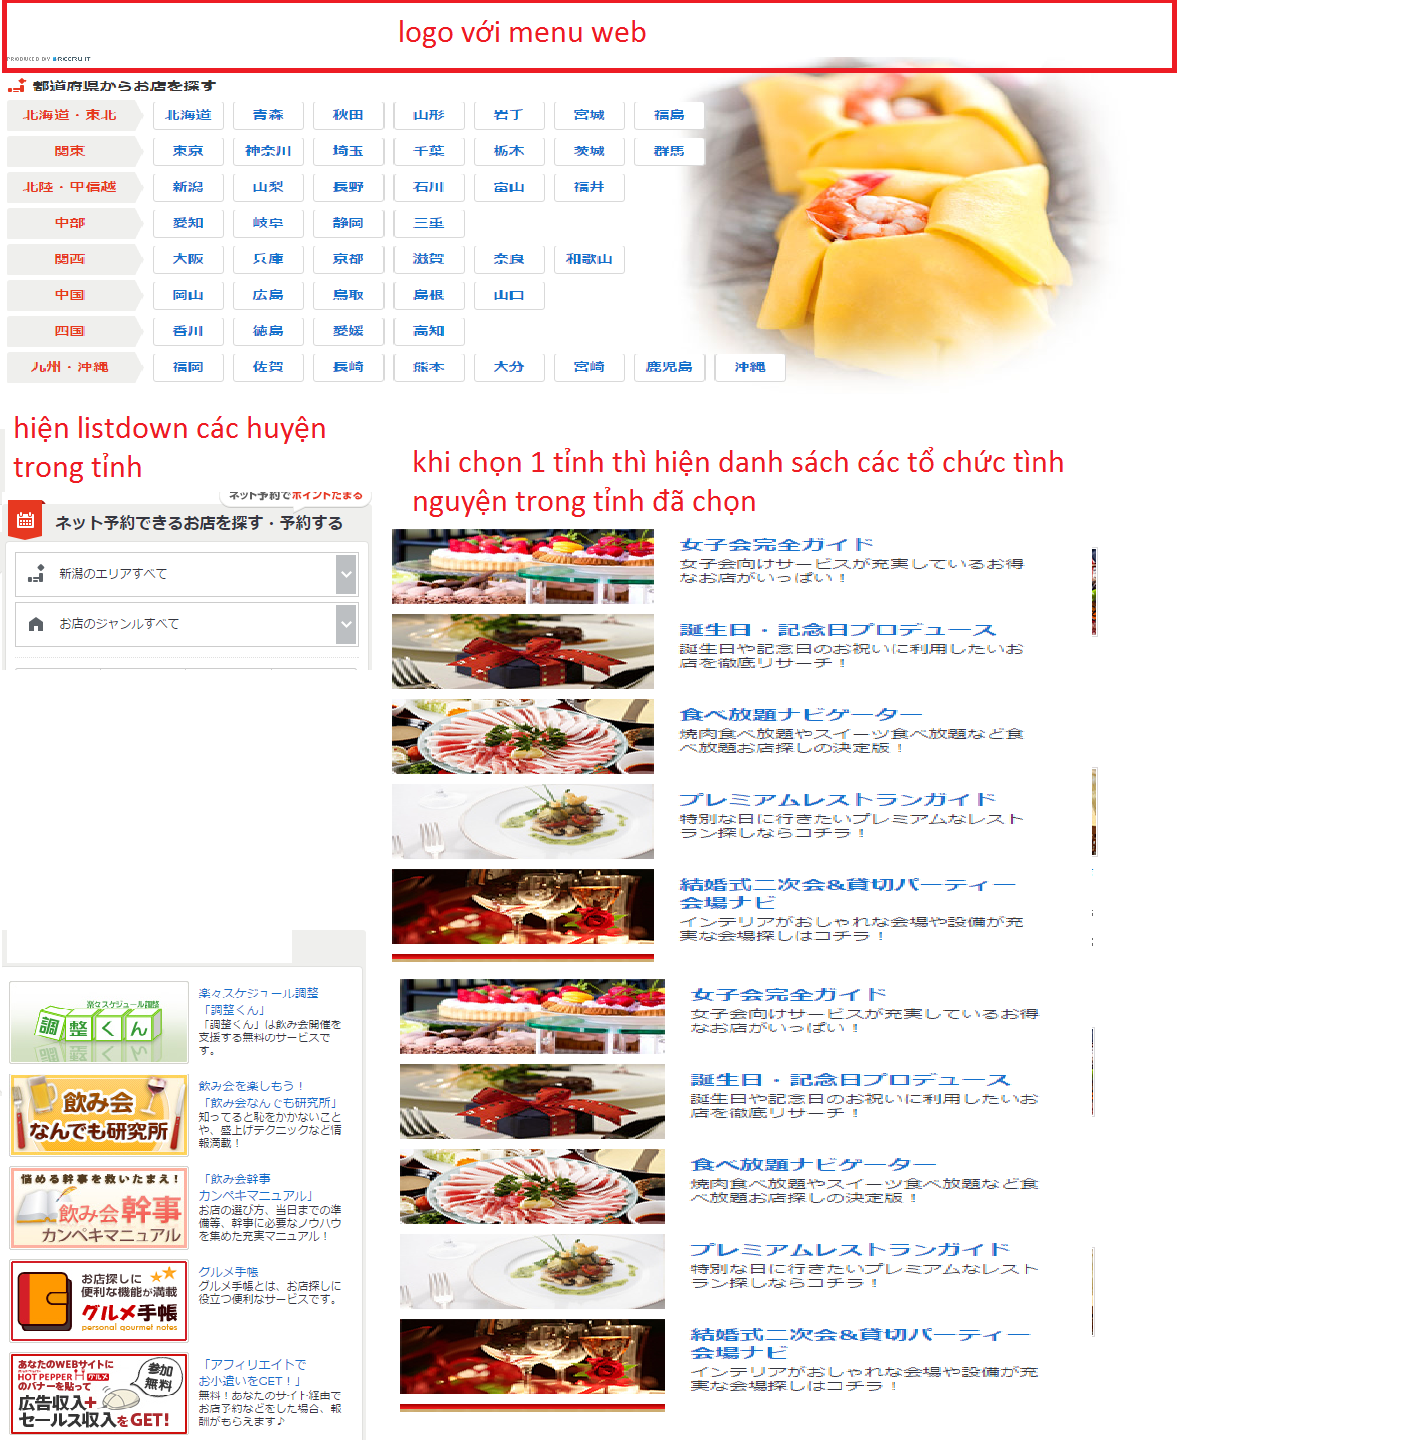 logo với menu web
PRODUCED BY RECRUIT
都道府県からお店を探す
北海道・東北 北海道 青森 秋田 山形 岩手 宮城 福島
関東 東京 神奈川 埼玉 千葉 栃木 茨城 群馬
北陸・甲信越 新潟 山梨 長野 石川 富山 福井
中部 愛知 岐阜 静岡 三重
関西 大阪 兵庫 京都 滋賀 奈良 和歌山
中国 岡山 広島 鳥取 島根 山口
四国 香川 徳島 愛媛 高知
九州・沖縄 福岡 佐賀 長崎 熊本 大分 宮崎 鹿児島 沖縄
hiện listdown các huyện
trong tỉnh
khi chọn 1 tỉnh thì hiện danh sách các tổ chức tình
nguyện trong tỉnh đã chọn
ネット予約でポイントたまる
ネット予約できるお店を探す・予約する
新潟のエリアすべて
お店のジャンルすべて
女子会完全ガイド
女子会向けサービスが充実しているお得
なお店がいっぱい！
誕生日・記念日プロデュース
誕生日や記念日のお祝いに利用したいお
店を徹底リサーチ！
食べ放題ナビゲーター
焼肉食べ放題やスイーツ食べ放題など食
べ放題お店探しの決定版！
プレミアムレストランガイド
特別な日に行きたいプレミアムなレスト
ラン探しならコチラ！
結婚式二次会&貸切パーティー
会場ナビ
インテリアがおしゃれな会場や設備が充
実な会場探しはコチラ！
楽々スケジュール調整
調整くん
楽々スケジュール調整
「調整くん」
「調整くん」は飲み会開催を
支援する無料のサービスで
す。
飲み会
なんでも研究所
飲み会を楽しもう！
「飲み会なんでも研究所」
知ってると恥をかかないこと
や、盛上げテクニックなど情
報満載！
悩める幹事を救いたまえ！
飲み会幹事
カンペキマニュアル
「飲み会幹事
カンペキマニュアル」
お店の選び方、当日までの準
備等、幹事に必要なノウハウ
を集めた充実マニュアル！
お店探しに
便利な機能が満載
グルメ手帳
personal gourmet notes
グルメ手帳
グルメ手帳とは、お店探しに
役立つ便利なサービスです。
あなたのWEBサイトに
HOT PEPPER グルメ
のバナーを貼って
参加
無料！
広告収入+
セールス収入をGET!
「アフィリエイトで
お小遣いをGET！」
無料！あなたのサイト経由で
お店予約などをした場合、報
酬がもらえます♪
女子会完全ガイド
女子会向けサービスが充実しているお得
なお店がいっぱい！
誕生日・記念日プロデュース
誕生日や記念日のお祝いに利用したいお
店を徹底リサーチ！
食べ放題ナビゲーター
焼肉食べ放題やスイーツ食べ放題など食
べ放題お店探しの決定版！
プレミアムレストランガイド
特別な日に行きたいプレミアムなレスト
ラン探しならコチラ！
結婚式二次会&貸切パーティー
会場ナビ
インテリアがおしゃれな会場や設備が充
実な会場探しはコチラ！